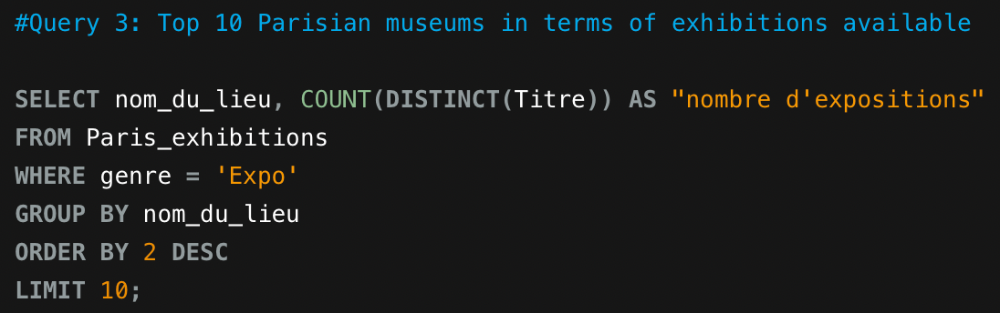 #Query 3: Top 10 Parisian museums in terms of exhibitions available
SELECT nom_du_lieu, COUNT(DISTINCT(Titre)) AS "nombre d'expositions"
FROM Paris_exhibitions
WHERE genre = 'Expo'
GROUP BY nom_du_lieu
ORDER BY 2 DESC
LIMIT 10;